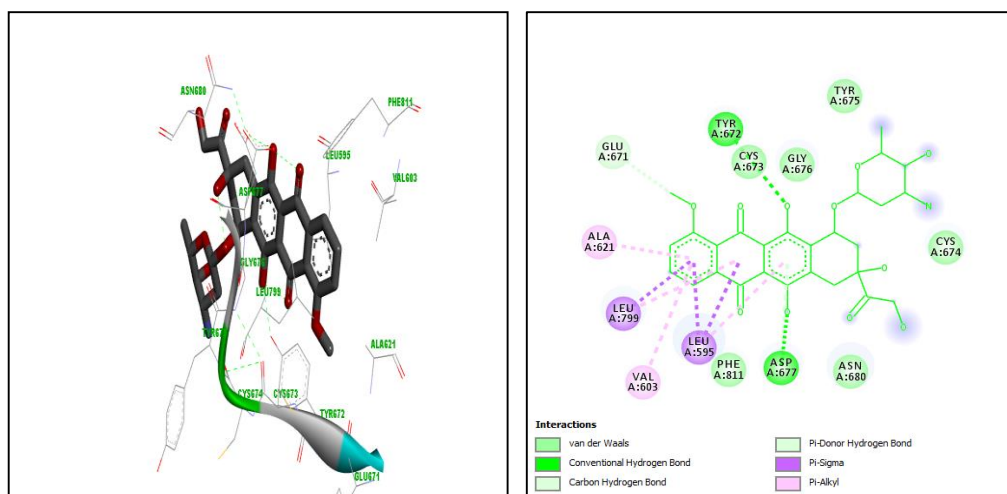 ASN680
PHE811
LEU595
VAL603
ASP677
GLY676
LEU799
ALA621
CYS674
CYS673
TYR672
GLU671
TYR
A:675
TYR
A:672
GLU
A:671
CYS
A:673
GLY
A:676
ALA
A:621
CYS
A:674
LEU
A:799
LEU
A:595
PHE
A:811
ASP
A:677
ASN
A:680
VAL
A:603
Interactions
van der Waals
Conventional Hydrogen Bond
Carbon Hydrogen Bond
Pi-Donor Hydrogen Bond
Pi-Sigma
Pi-Alkyl